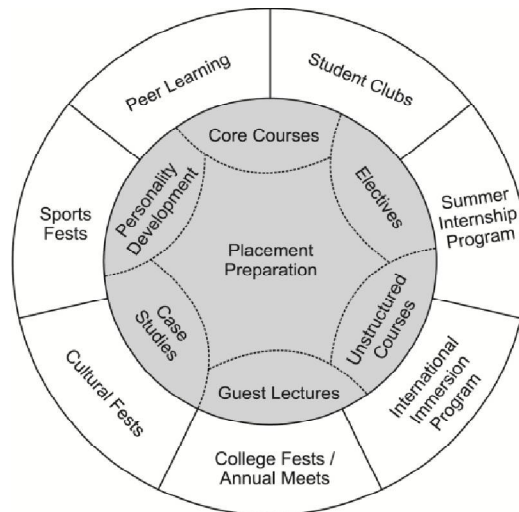 Peer Learning
Student Clubs
Core Courses
Personality
Development
Electives
Sports
Fests
Summer
Internship
Program
Placement
Preparation
Case
Studies
Unstructured
Courses
Cultural Fests
Guest Lectures
International
Immersion
Program
College Fests /
Annual Meets